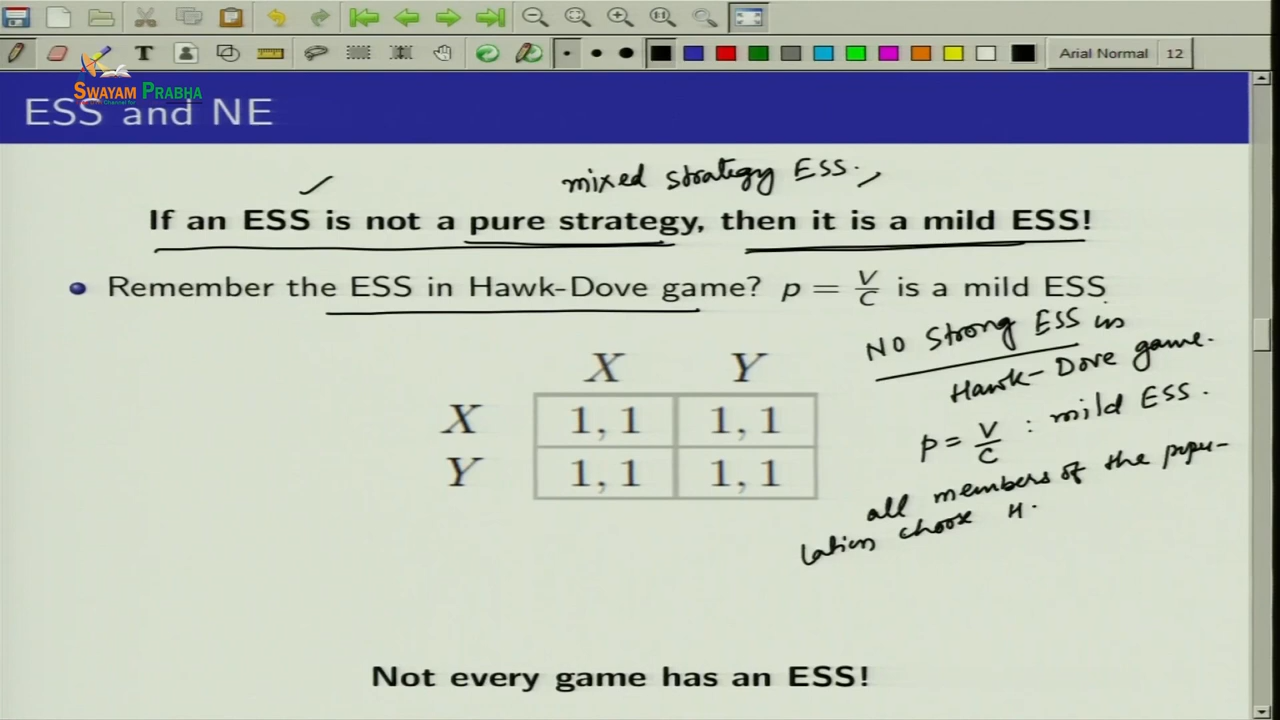 Arial Normal 12
SWAYAM PRABHA
ESS and NE
mixed strategy ESS.
If an ESS is not a pure strategy, then it is a mild ESS!
Remember the ESS in Hawk-Dove game? p = V/C is a mild ESS
NO Strong ESS in
Hawk-Dove game.
p = V/C : mild ESS.
all members of the popu-
lation choose H.
X Y
X 1, 1 1, 1
Y 1, 1 1, 1
Not every game has an ESS!